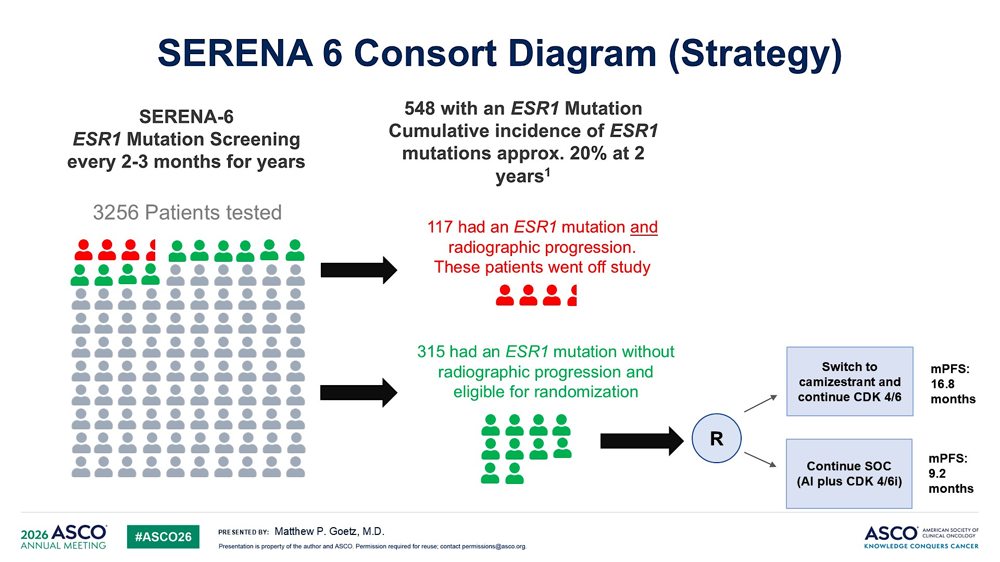 SERENA 6 Consort Diagram (Strategy)
SERENA-6
ESR1 Mutation Screening
every 2-3 months for years
3256 Patients tested
548 with an ESR1 Mutation
Cumulative incidence of ESR1
mutations approx. 20% at 2
years¹
117 had an ESR1 mutation and
radiographic progression.
These patients went off study
315 had an ESR1 mutation without
radiographic progression and
eligible for randomization
R
Switch to
camizestrant and
continue CDK 4/6
mPFS:
16.8
months
Continue SOC
(AI plus CDK 4/6i)
mPFS:
9.2
months
2026 ASCO
ANNUAL MEETING
#ASCO26
PRESENTED BY: Matthew P. Goetz, M.D.
Presentation is property of the author and ASCO. Permission required for reuse; contact permissions@asco.org.
ASCO AMERICAN SOCIETY OF
CLINICAL ONCOLOGY
KNOWLEDGE CONQUERS CANCER